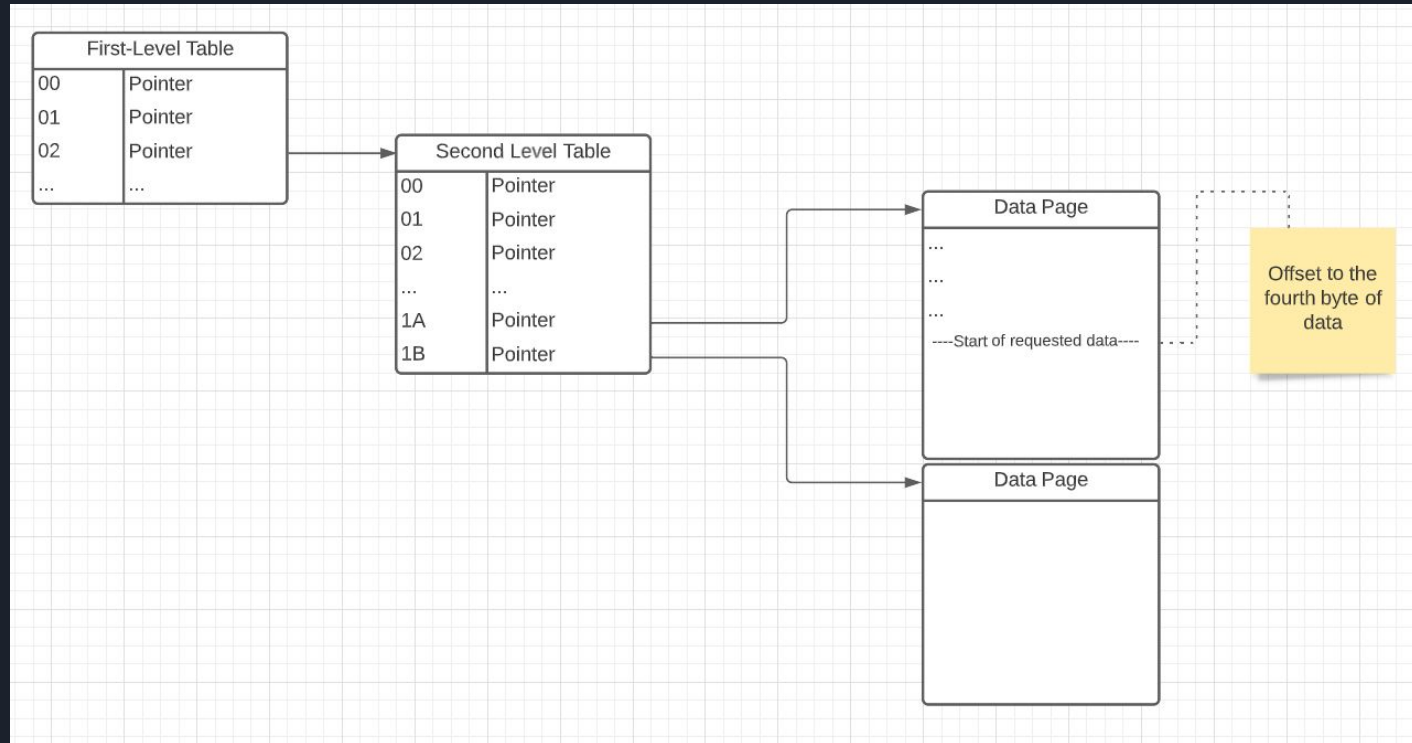 First-Level Table
00 Pointer
01 Pointer
02 Pointer
... ...
Second Level Table
00 Pointer
01 Pointer
02 Pointer
... ...
1A Pointer
1B Pointer
Data Page
...
...
...
----Start of requested data----
Offset to the
fourth byte of
data
Data Page